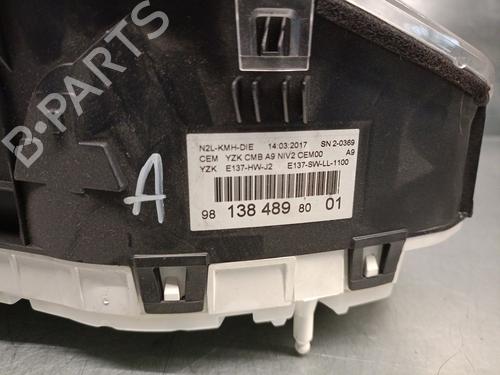 N2L-KMH-DIE 14:03:2017 SN 2-0369
CEM YZK CMB A9 NIV2 CEM00 A9
YZK E137-HW-J2 E137-SW-LL-1100
98 138 489 80 01
A
B-PARTS